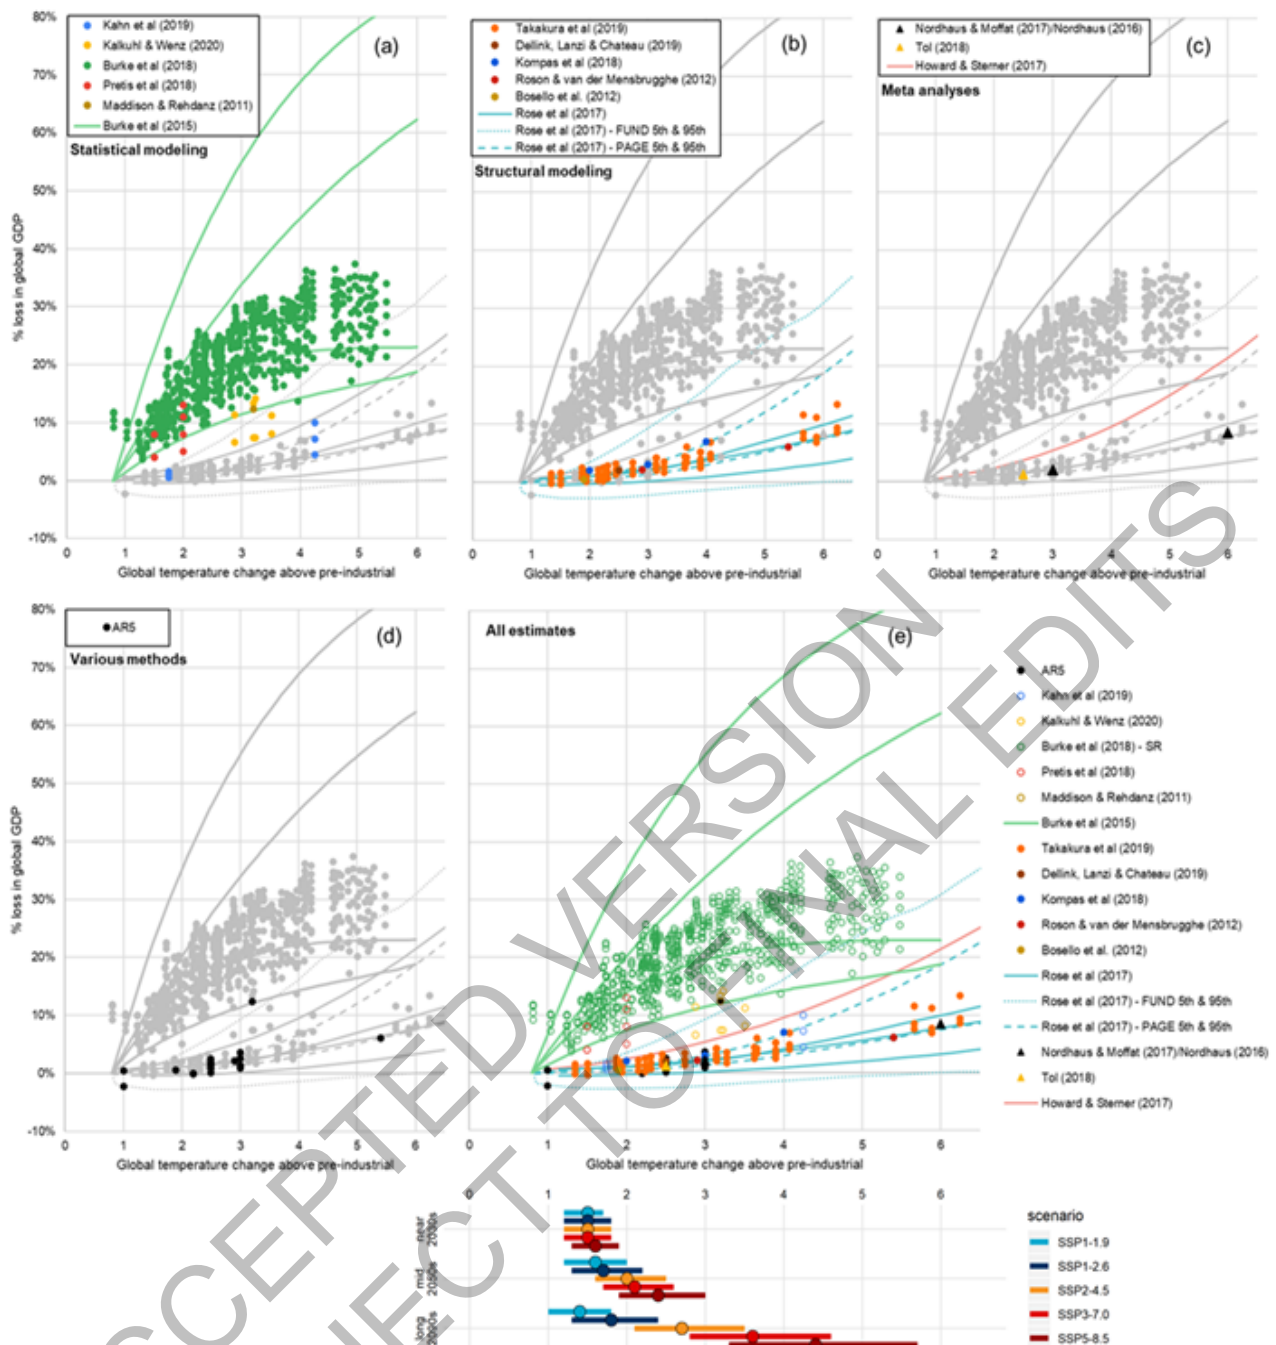 80%
70%
60%
50%
40%
30%
20%
10%
0%
-10%
% loss in global GDP
Kahn et al (2019)
Kalkuhl & Wenz (2020)
Burke et al (2018)
Pretis et al (2018)
Maddison & Rehdanz (2011)
Burke et al (2015)
(a)
Statistical modeling
0 1 2 3 4 5 6
Global temperature change above pre-industrial
Takakura et al (2019)
Dellink, Lanzi & Chateau (2019)
Kompas et al (2018)
Roson & van der Mensbrugghe (2012)
Bosello et al. (2012)
Rose et al (2017)
Rose et al (2017) - FUND 5th & 95th
Rose et al (2017) - PAGE 5th & 95th
(b)
Structural modeling
0 1 2 3 4 5 6
Global temperature change above pre-industrial
Nordhaus & Moffat (2017)/Nordhaus (2016)
Tol (2018)
Howard & Sterner (2017)
(c)
Meta analyses
0 1 2 3 4 5 6
Global temperature change above pre-industrial
80%
70%
60%
50%
40%
30%
20%
10%
0%
-10%
% loss in global GDP
AR5
(d)
Various methods
0 1 2 3 4 5 6
Global temperature change above pre-industrial
All estimates
(e)
0 1 2 3 4 5 6
Global temperature change above pre-industrial
AR5
Kahn et al (2019)
Kalkuhl & Wenz (2020)
Burke et al (2018) - SR
Pretis et al (2018)
Maddison & Rehdanz (2011)
Burke et al (2015)
Takakura et al (2019)
Dellink, Lanzi & Chateau (2019)
Kompas et al (2018)
Roson & van der Mensbrugghe (2012)
Bosello et al. (2012)
Rose et al (2017)
Rose et al (2017) - FUND 5th & 95th
Rose et al (2017) - PAGE 5th & 95th
Nordhaus & Moffat (2017)/Nordhaus (2016)
Tol (2018)
Howard & Sterner (2017)
0 1 2 3 4 5 6
near
2030s
mid
2050s
long
2090s
scenario
SSP1-1.9
SSP1-2.6
SSP2-4.5
SSP3-7.0
SSP5-8.5
CCEPTED VERSION
JECT TO FINAL EDITS